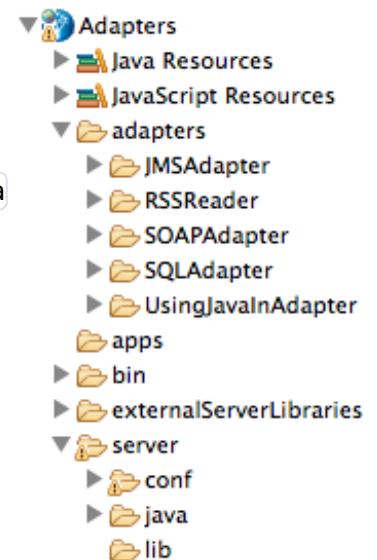 Adapters
Java Resources
JavaScript Resources
adapters
JMSAdapter
a
RSSReader
SOAPAdapter
SQLAdapter
UsingJavaInAdapter
apps
bin
externalServerLibraries
server
conf
java
lib